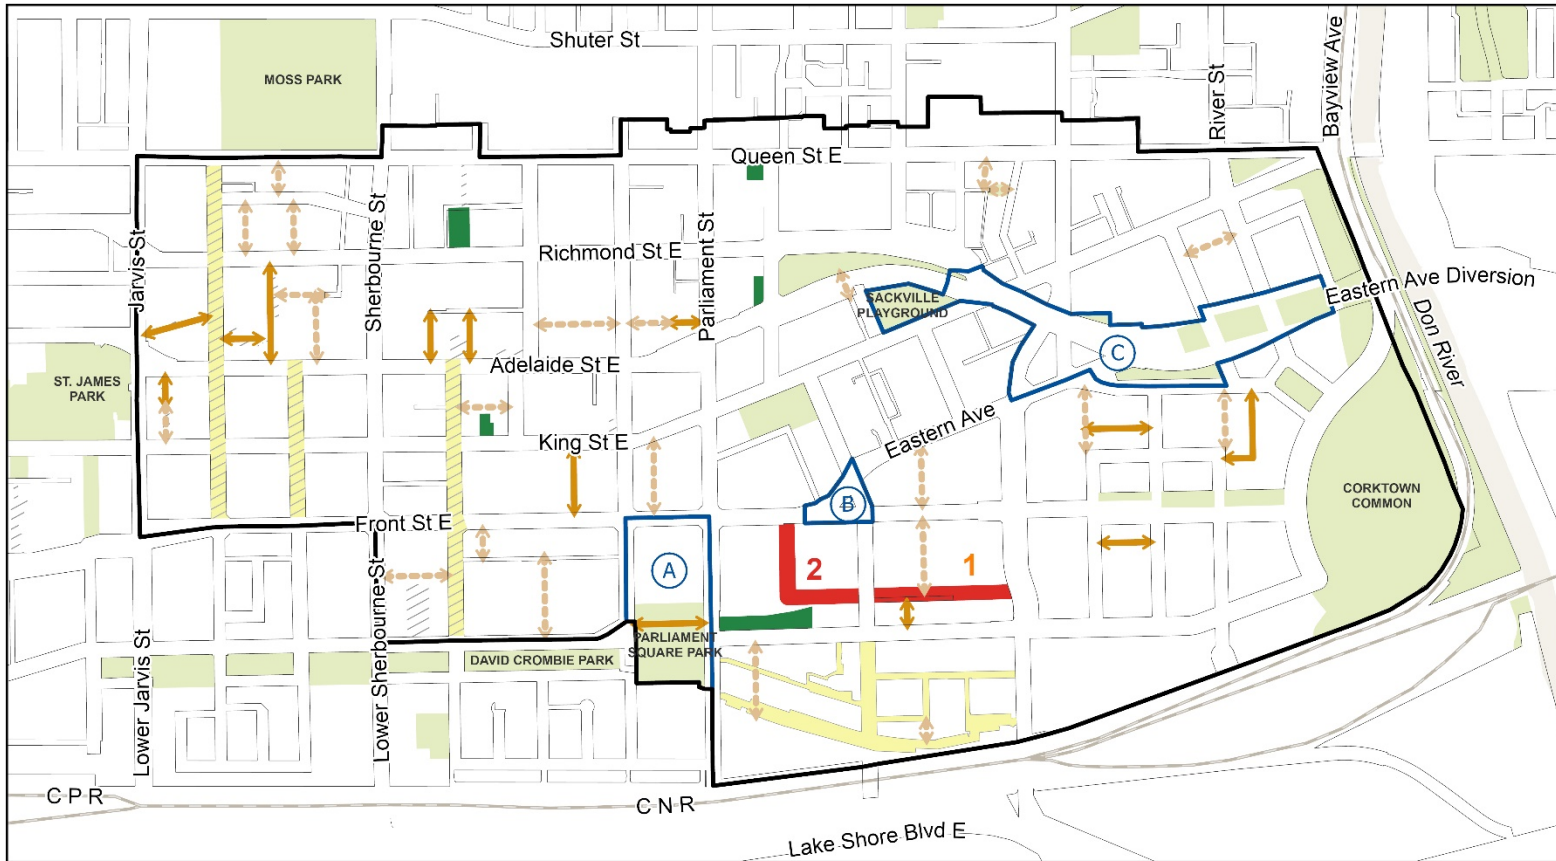 Shuter St
MOSS PARK
River St
Bayview Ave
Queen St E
Jarvis St
Sherbourne St
Parliament St
Richmond St E
Eastern Ave Diversion
SACKVILLE
PLAYGROUND
Don River
C
Adelaide St E
ST. JAMES
PARK
King St E
Eastern Ave
CORKTOWN
COMMON
B
Front St E
A
2
1
Lower Jarvis St
Lower Sherbourne St
PARLIAMENT
SQUARE PARK
DAVID CROMBIE PARK
C P R
C N R
Lake Shore Blvd E